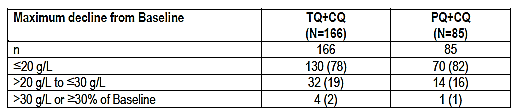 Maximum decline from Baseline TQ+CQ PQ+CQ
(N=166) (N=85)
n 166 85
≤20 g/L 130 (78) 70 (82)
>20 g/L to ≤30 g/L 32 (19) 14 (16)
>30 g/L or ≥30% of Baseline 4 (2) 1 (1)